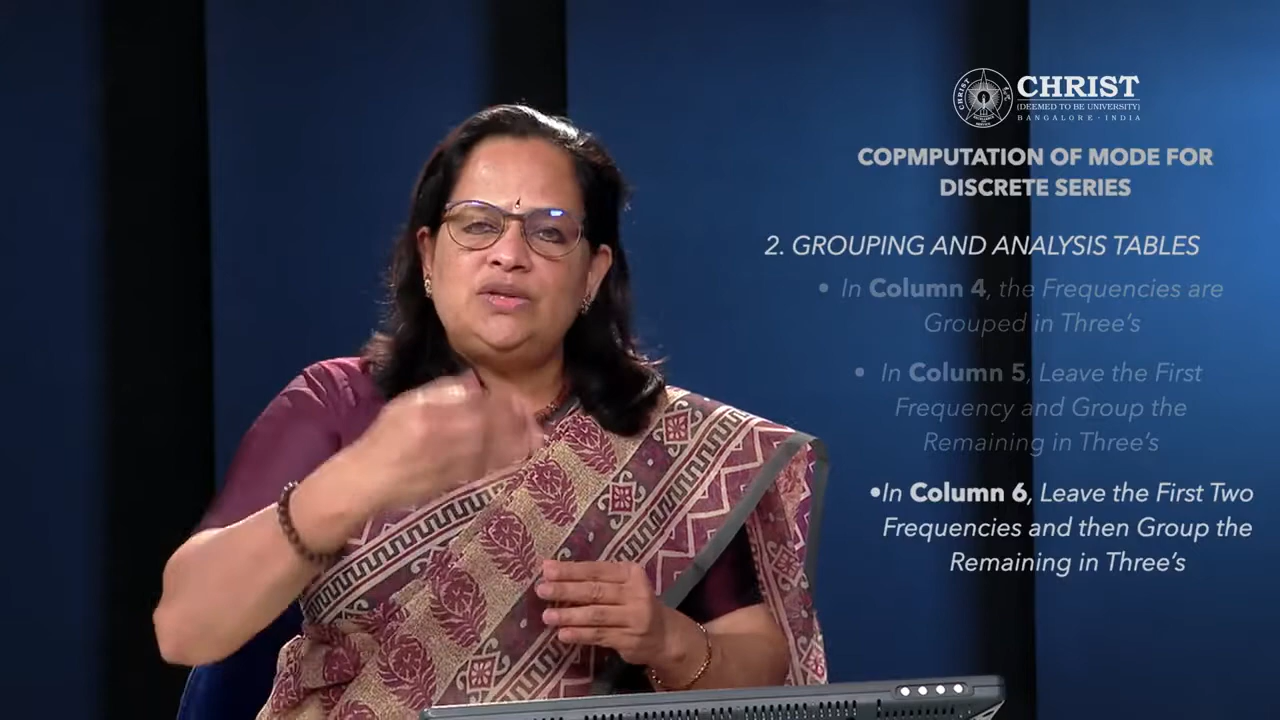 CHRIST
(DEEMED TO BE UNIVERSITY)
BANGALORE · INDIA
COPMPUTATION OF MODE FOR
DISCRETE SERIES
2. GROUPING AND ANALYSIS TABLES
• In Column 4, the Frequencies are
Grouped in Three's
• In Column 5, Leave the First
Frequency and Group the
Remaining in Three's
•In Column 6, Leave the First Two
Frequencies and then Group the
Remaining in Three's